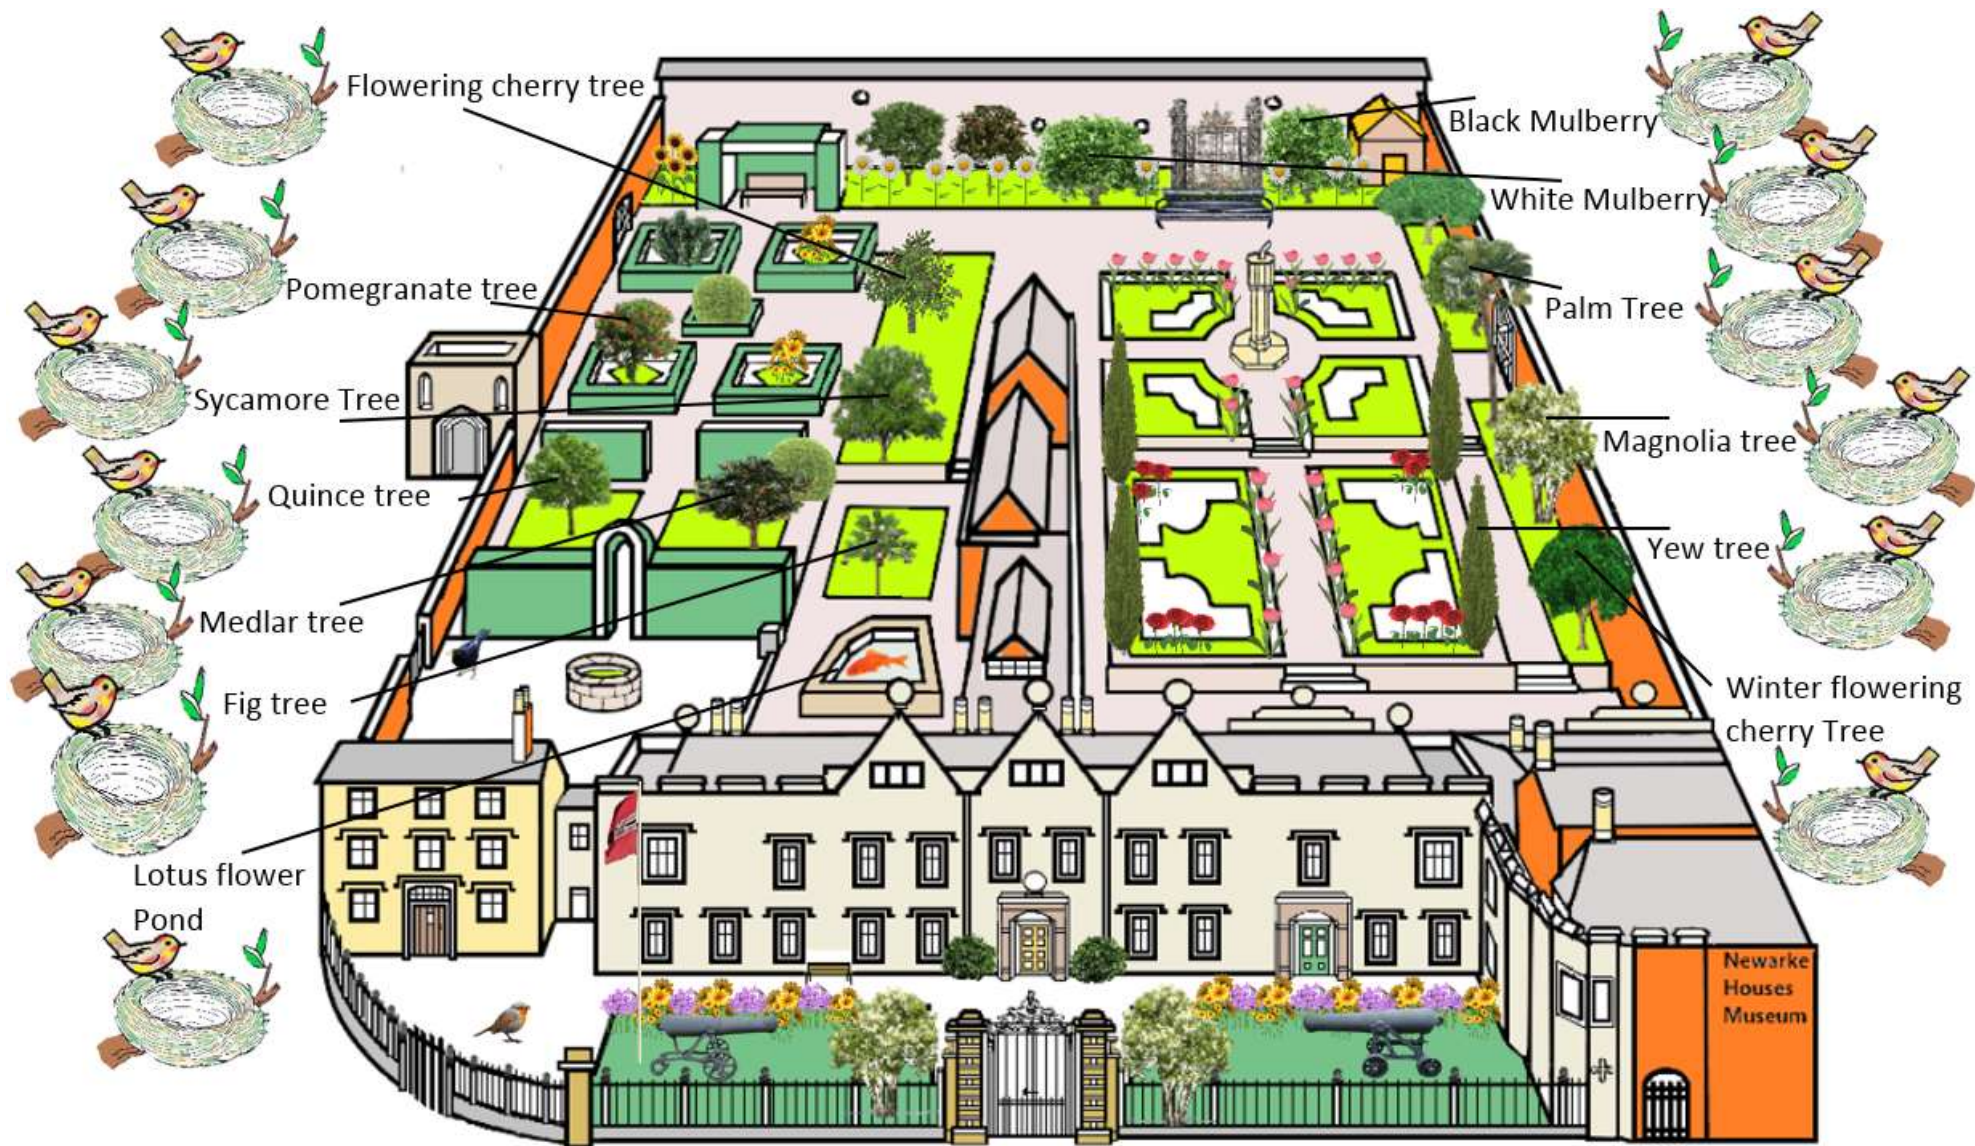 Flowering cherry tree
Black Mulberry
White Mulberry
Pomegranate tree
Palm Tree
Sycamore Tree
Magnolia tree
Quince tree
Yew tree
Medlar tree
Fig tree
Winter flowering
cherry Tree
Lotus flower
Pond
Newarke
Houses
Museum